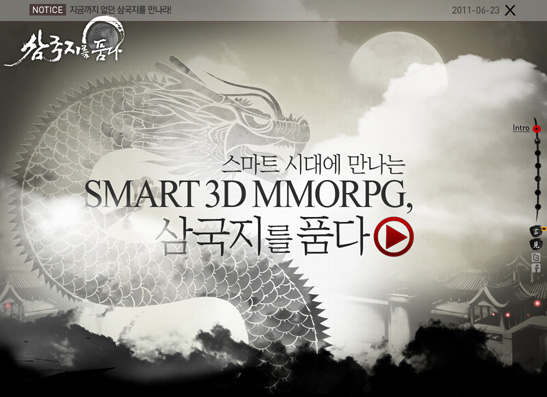 NOTICE 지금까지 없던 삼국지를 만나라! 2011-06-23
삼국지를 품다
Intro
스마트 시대에 만나는
SMART 3D MMORPG,
삼국지를 품다